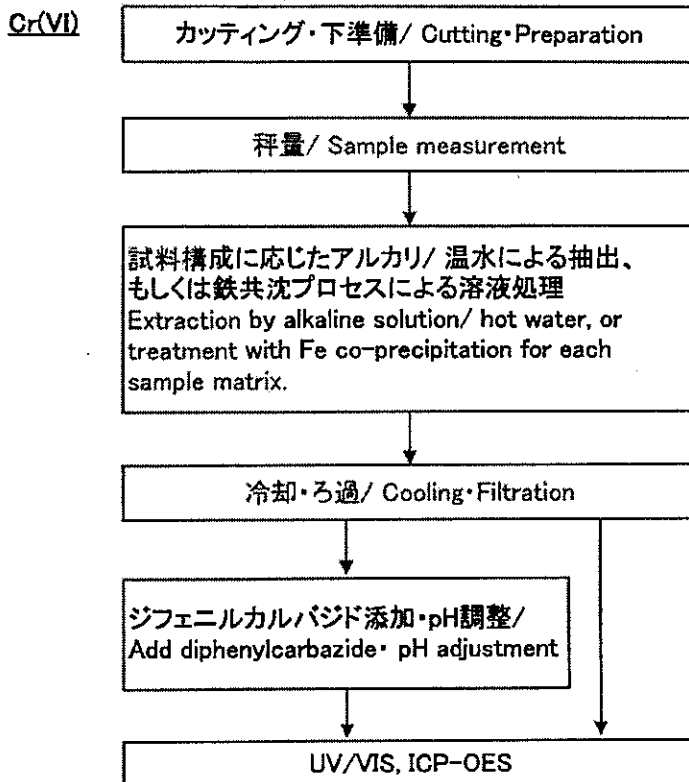 Cr(VI)
カッティング・下準備/ Cutting・Preparation
秤量/ Sample measurement
試料構成に応じたアルカリ/ 温水による抽出、
もしくは鉄共沈プロセスによる溶液処理
Extraction by alkaline solution/ hot water, or
treatment with Fe co-precipitation for each
sample matrix.
冷却・ろ過/ Cooling・Filtration
ジフェニルカルバジド添加・pH調整/
Add diphenylcarbazide・ pH adjustment
UV/VIS, ICP-OES